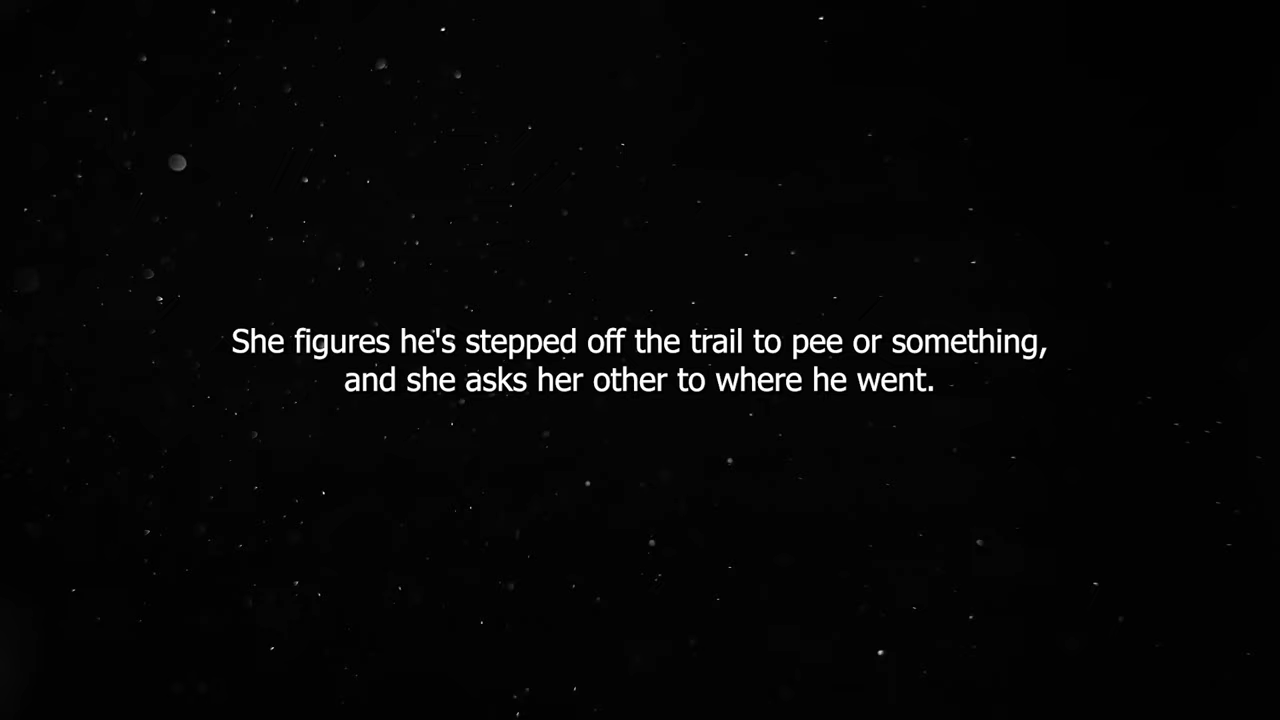 She figures he's stepped off the trail to pee or something,
and she asks her other to where he went.